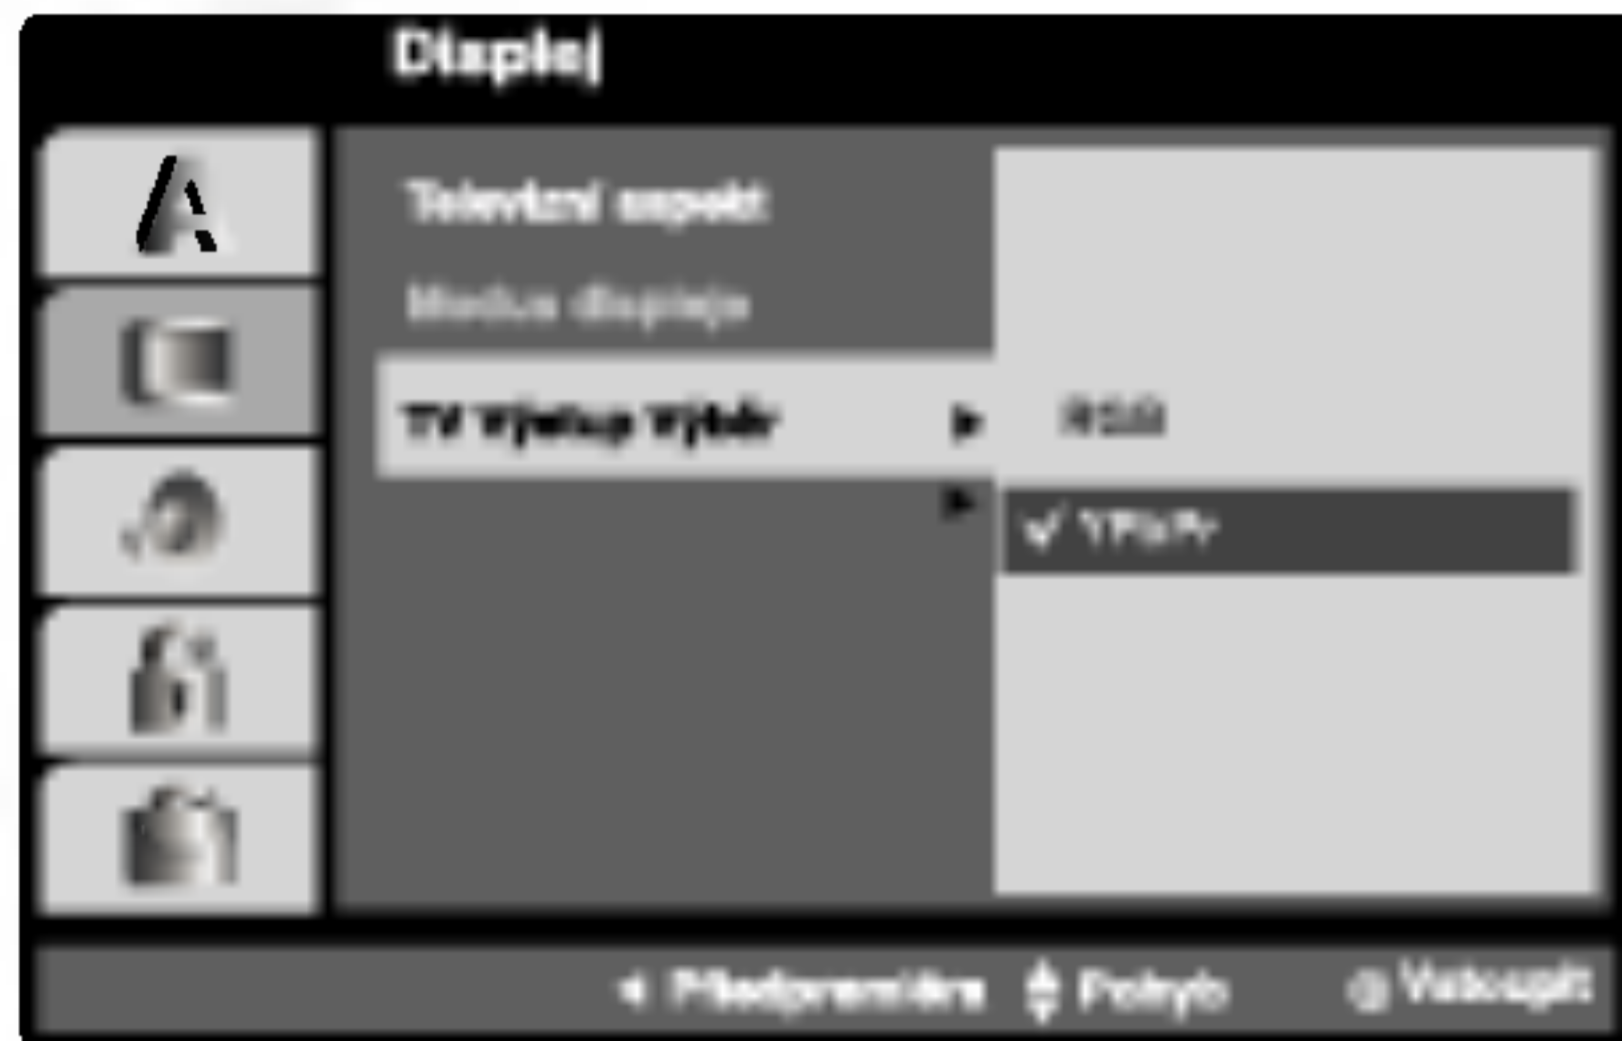 Displej
Televizní aspekt
Modus displeje
TV Výstup Výběr
RGB
YPbPr
Předpremiéra Pohyb Vstoupit